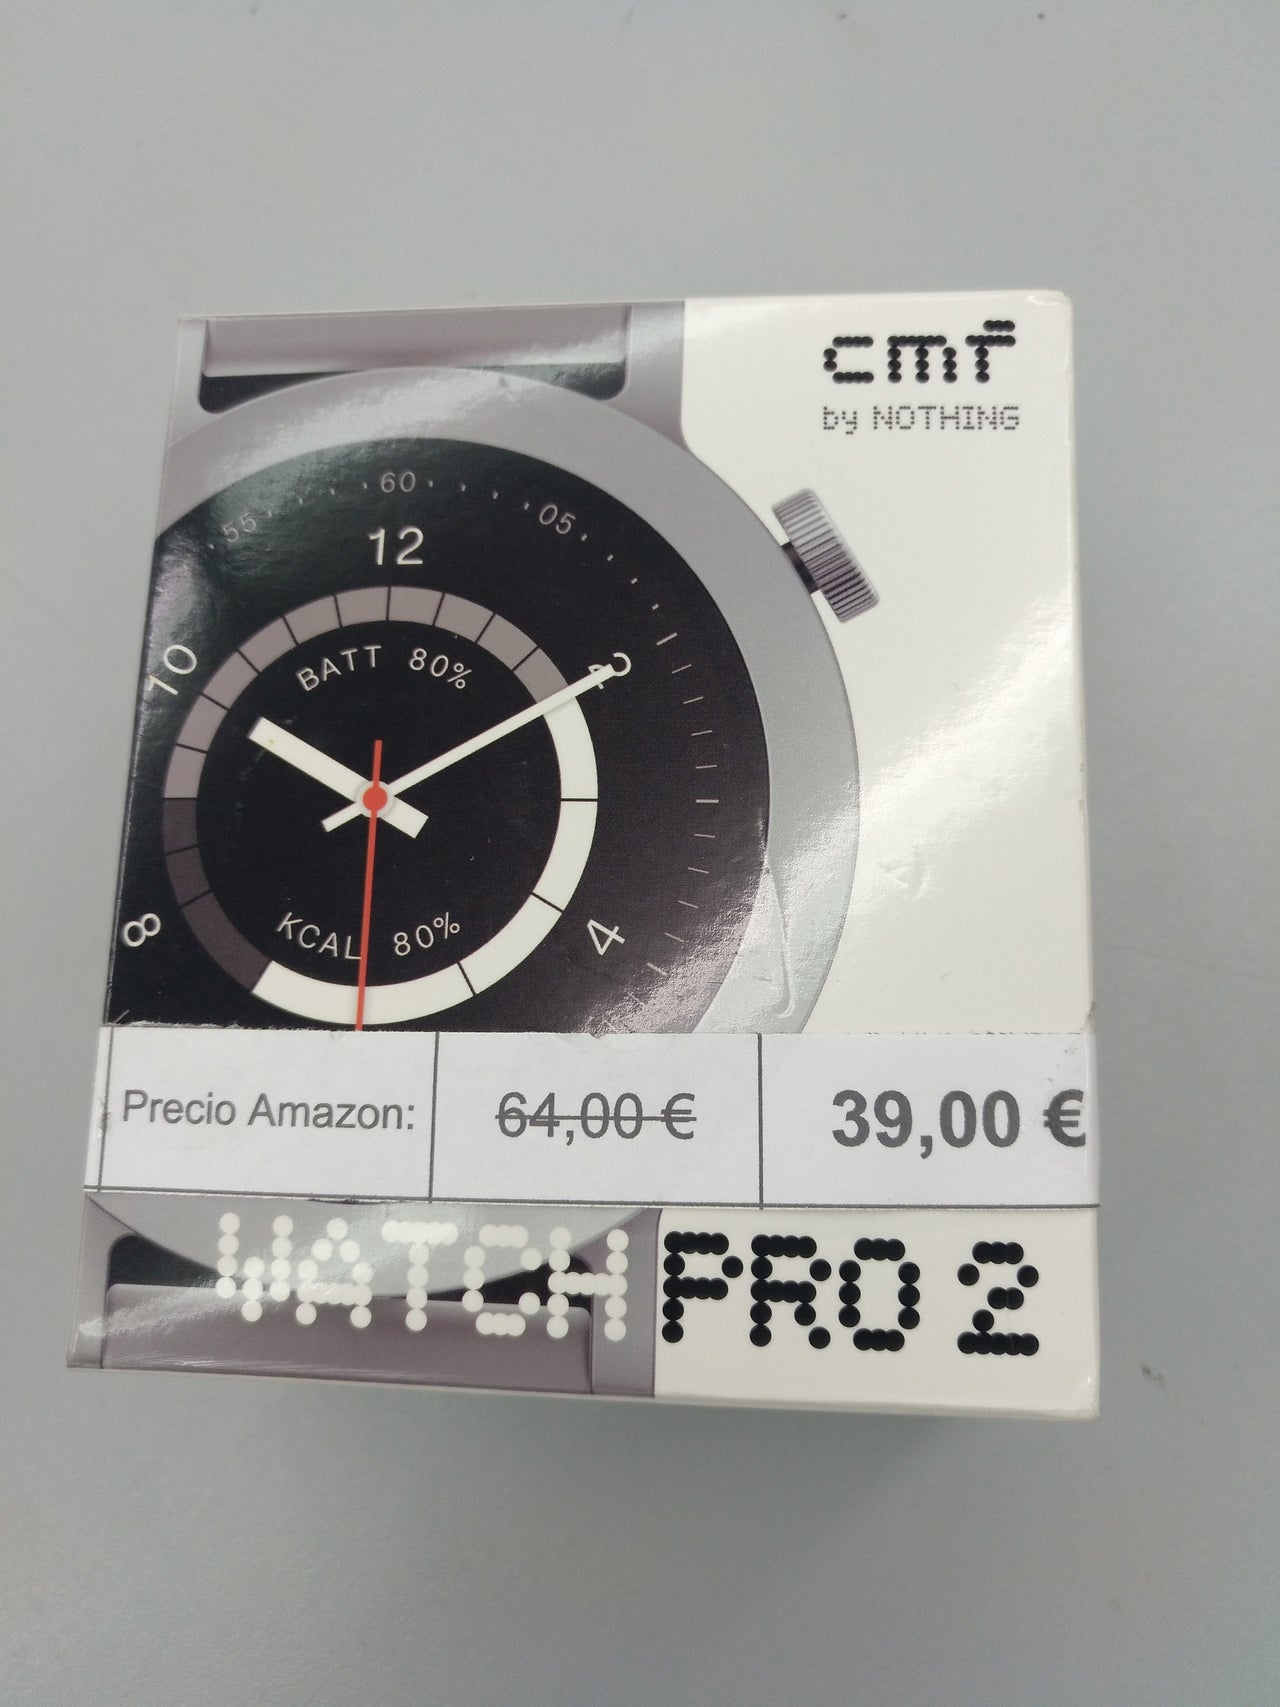 cmf
by NOTHING
60
55
05
12
10
2
BATT 80%
8
4
KCAL 80%
Precio Amazon: 64,00 € 39,00 €
WATCH PRO 2